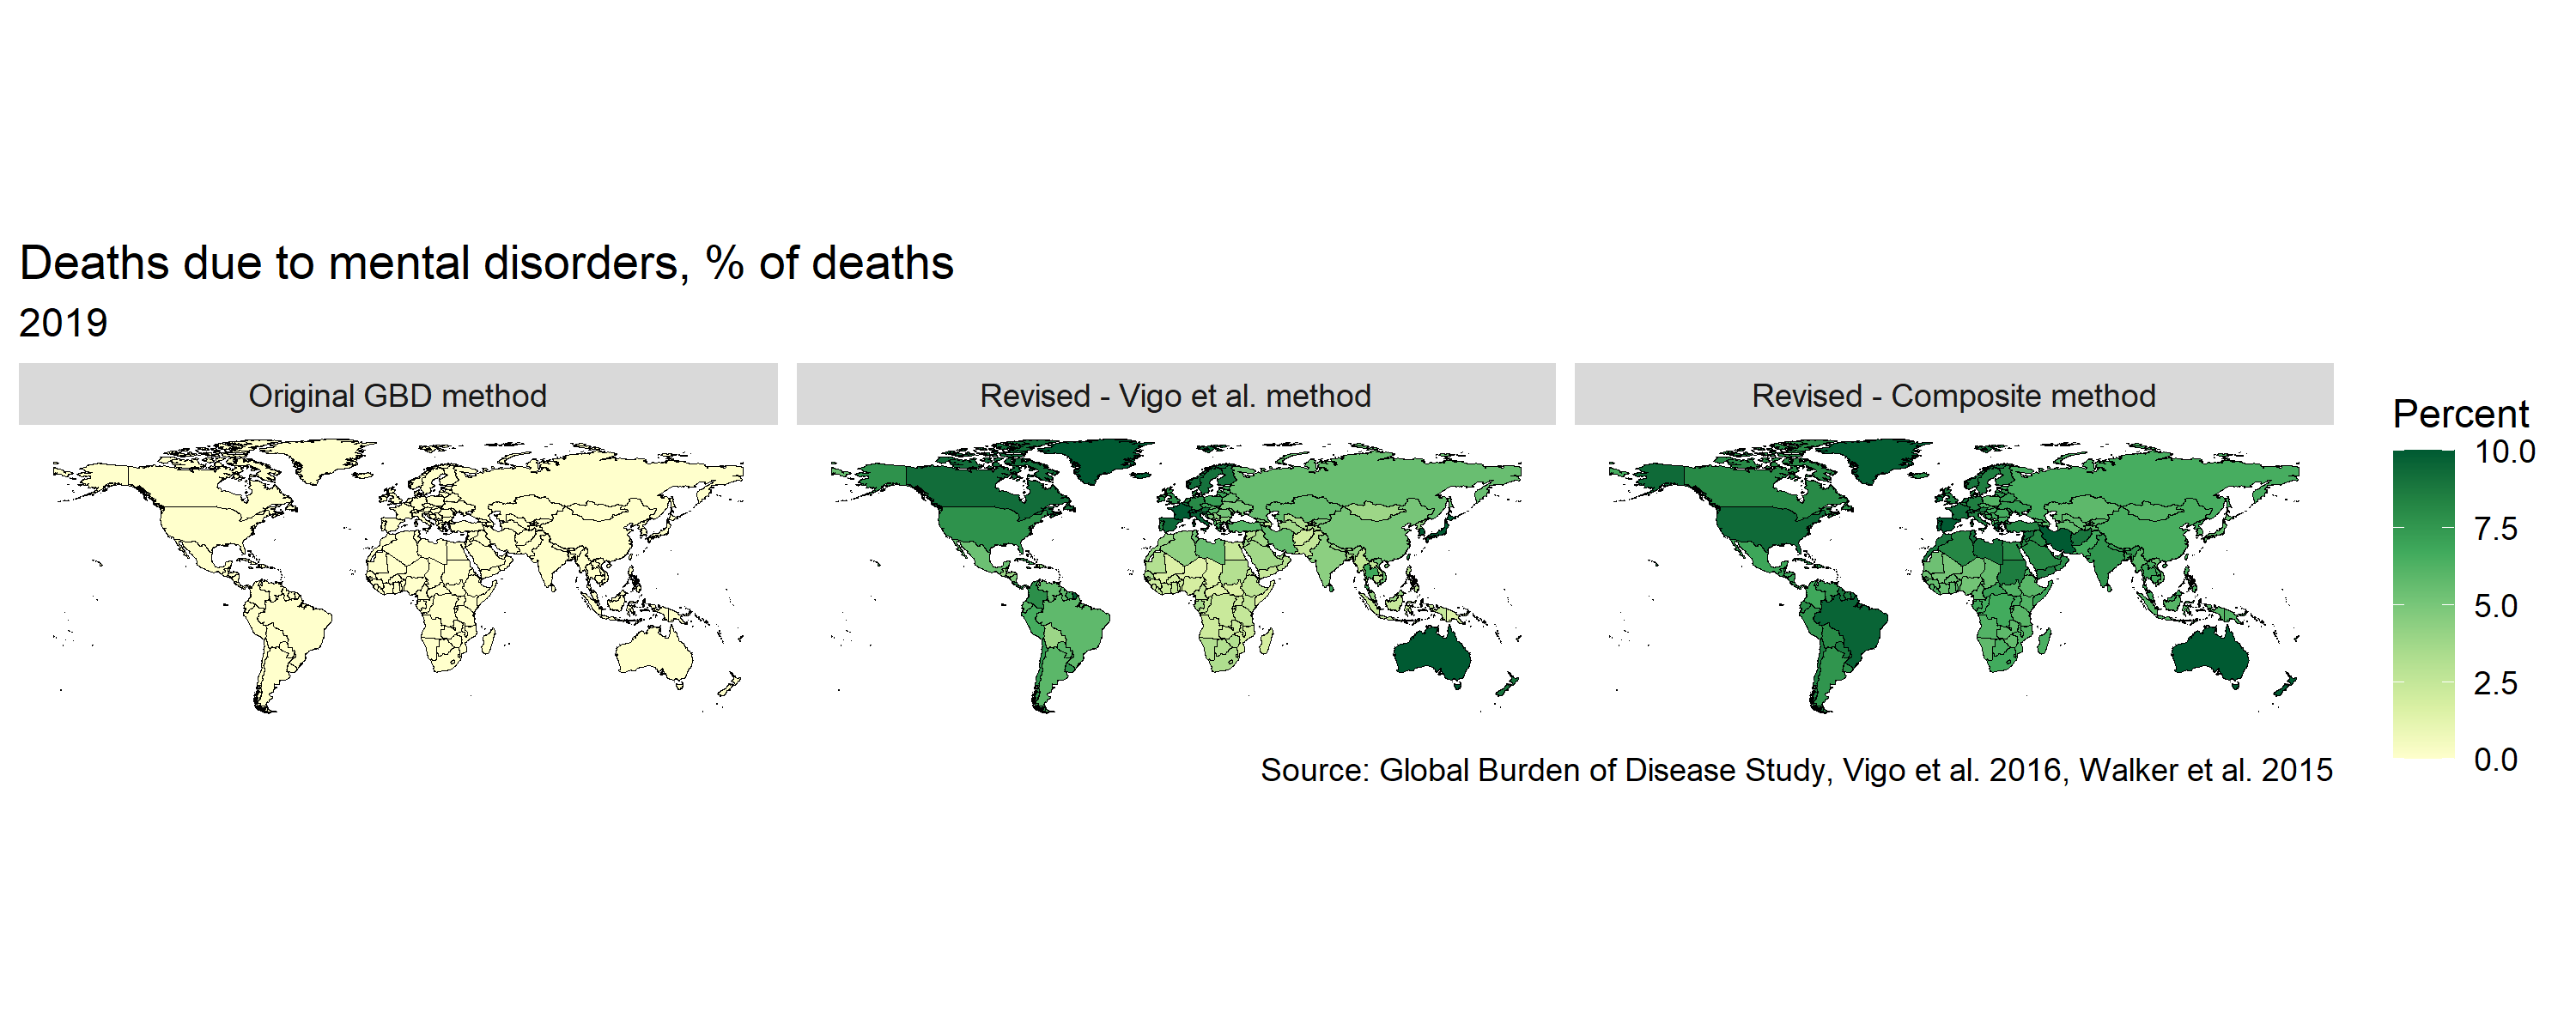 Deaths due to mental disorders, % of deaths
2019
Original GBD method
Revised - Vigo et al. method
Revised - Composite method
Percent
10.0
7.5
5.0
2.5
0.0
Source: Global Burden of Disease Study, Vigo et al. 2016, Walker et al. 2015